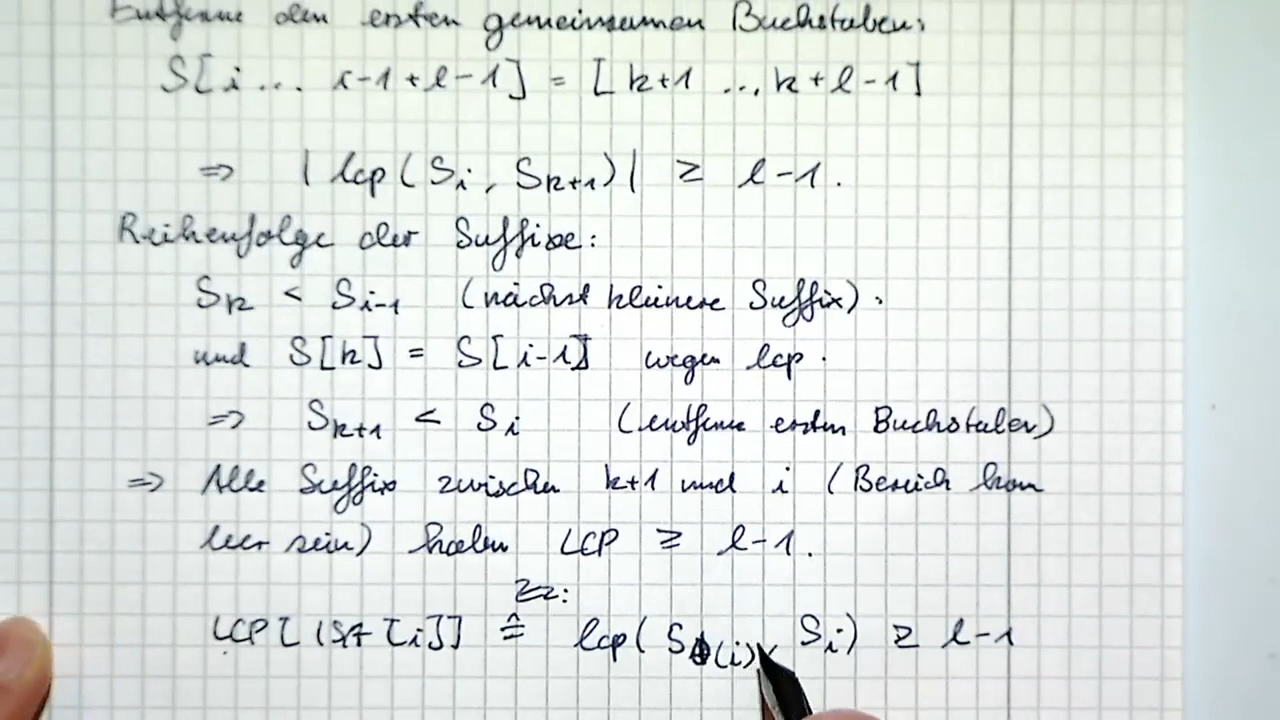 Entferne den ersten gemeinsamen Buchstaben:
S[i ... i-1+l-1] = [k+1 ... k+l-1]
⇒ |lcp(Si, Sk+1)| ≥ l-1.
Reihenfolge der Suffixe:
Sk < Si-1 (nächst kleinere Suffix).
und S[k] = S[i-1] wegen lcp.
⇒ Sk+1 < Si (entferne ersten Buchstaben)
⇒ Alle Suffix zwischen k+1 und i (Bereich kann
leer sein) haben LCP ≥ l-1.
Zz:
LCP[ISA[i]] ≙ lcp(SΦ(i), Si) ≥ l-1